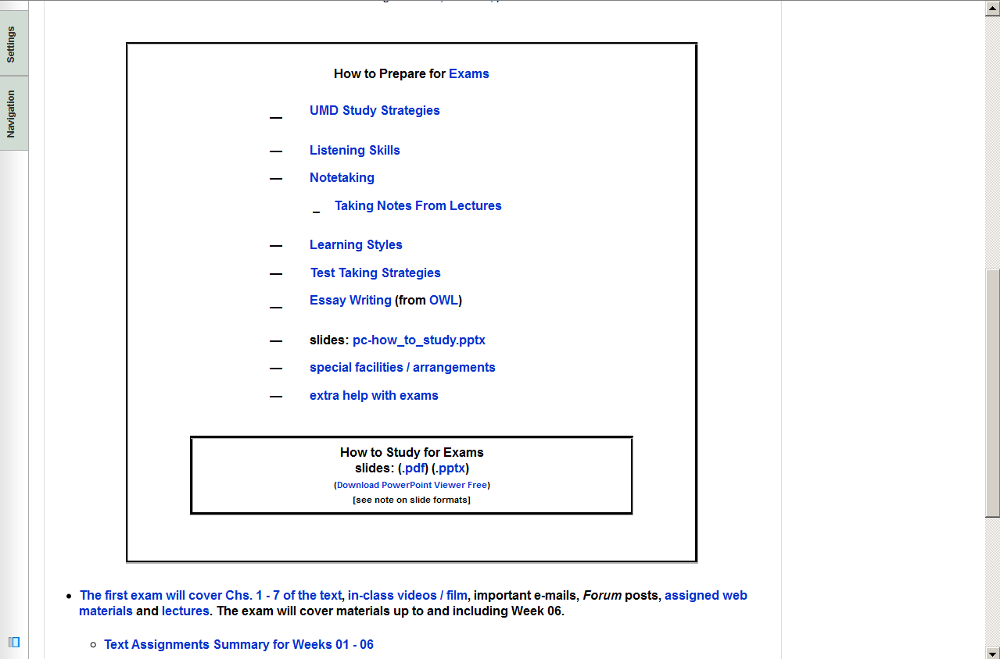 Settings
Navigation
How to Prepare for Exams
— UMD Study Strategies
— Listening Skills
— Notetaking
– Taking Notes From Lectures
— Learning Styles
— Test Taking Strategies
— Essay Writing (from OWL)
— slides: pc-how_to_study.pptx
— special facilities / arrangements
— extra help with exams
How to Study for Exams
slides: (.pdf) (.pptx)
(Download PowerPoint Viewer Free)
[see note on slide formats]
• The first exam will cover Chs. 1 - 7 of the text, in-class videos / film, important e-mails, Forum posts, assigned web
materials and lectures. The exam will cover materials up to and including Week 06.
○ Text Assignments Summary for Weeks 01 - 06